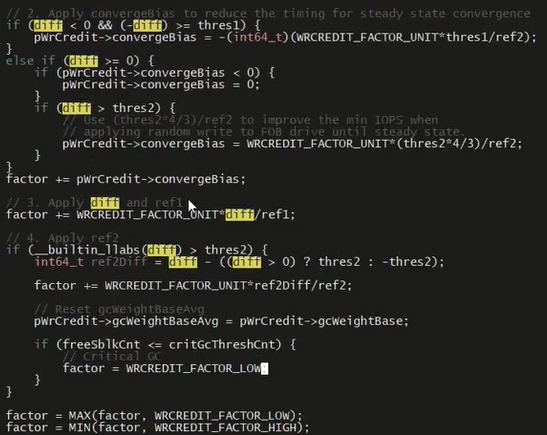 // 2. Apply convergeBias to reduce the timing for steady state convergence
if (diff < 0 && (-diff) >= thres1) {
pWrCredit->convergeBias = -(int64_t)(WRCREDIT_FACTOR_UNIT*thres1/ref2);
}
else if (diff >= 0) {
if (pWrCredit->convergeBias < 0) {
pWrCredit->convergeBias = 0;
}
if (diff > thres2) {
// Use (thres2*4/3)/ref2 to improve the min IOPS when
// applying random write to FOB drive until steady state.
pWrCredit->convergeBias = WRCREDIT_FACTOR_UNIT*(thres2*4/3)/ref2;
}
}
factor += pWrCredit->convergeBias;
// 3. Apply diff and ref1
factor += WRCREDIT_FACTOR_UNIT*diff/ref1;
// 4. Apply ref2
if (__builtin_llabs(diff) > thres2) {
int64_t ref2Diff = diff - ((diff > 0) ? thres2 : -thres2);
factor += WRCREDIT_FACTOR_UNIT*ref2Diff/ref2;
// Reset gcWeightBaseAvg
pWrCredit->gcWeightBaseAvg = pWrCredit->gcWeightBase;
if (freeSblkCnt <= critGcThreshCnt) {
// Critical GC
factor = WRCREDIT_FACTOR_LOW;
}
}
factor = MAX(factor, WRCREDIT_FACTOR_LOW);
factor = MIN(factor, WRCREDIT_FACTOR_HIGH);